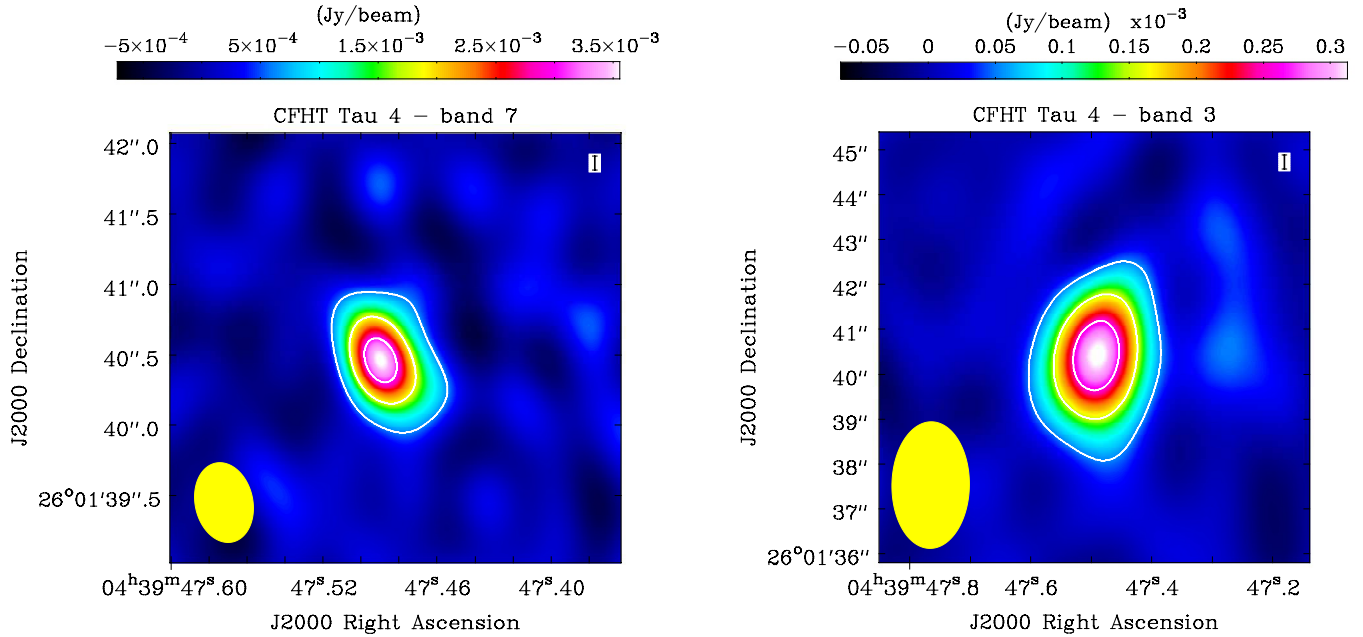 (Jy/beam)
−5×10⁻⁴ 5×10⁻⁴ 1.5×10⁻³ 2.5×10⁻³ 3.5×10⁻³
CFHT Tau 4 − band 7
I
42″.0
41″.5
41″.0
40″.5
40″.0
26°01′39″.5
J2000 Declination
04ʰ39ᵐ47ˢ.60 47ˢ.52 47ˢ.46 47ˢ.40
J2000 Right Ascension
(Jy/beam) x10⁻³
−0.05 0 0.05 0.1 0.15 0.2 0.25 0.3
CFHT Tau 4 − band 3
I
45″
44″
43″
42″
41″
40″
39″
38″
37″
26°01′36″
J2000 Declination
04ʰ39ᵐ47ˢ.8 47ˢ.6 47ˢ.4 47ˢ.2
J2000 Right Ascension